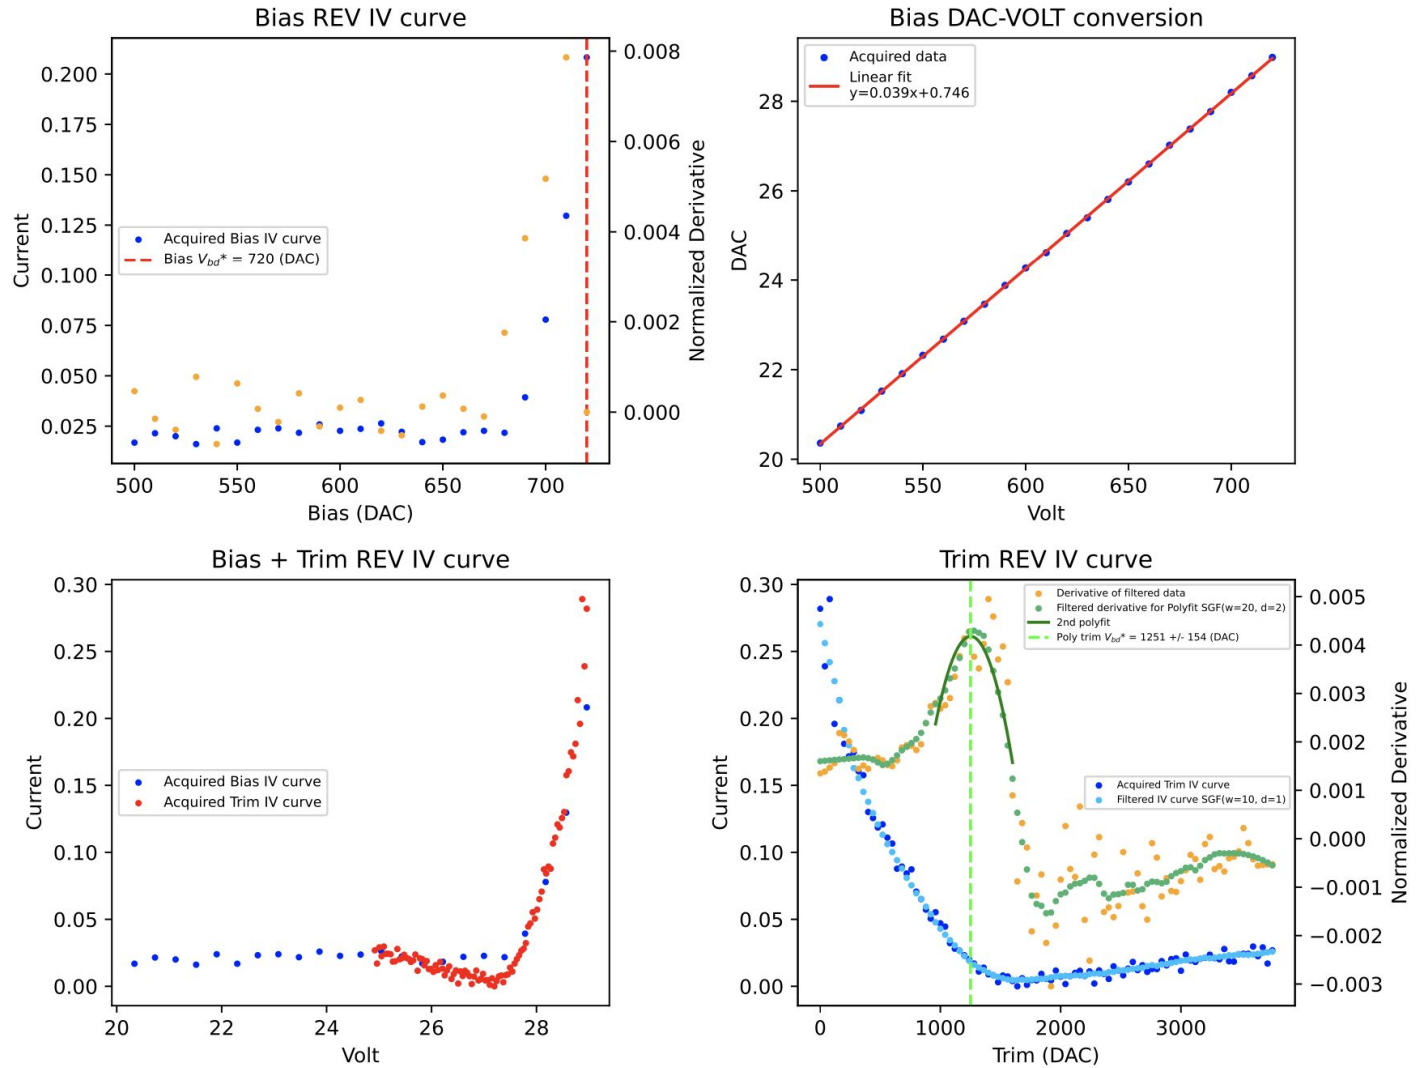 Bias REV IV curve
Current
0.200
0.175
0.150
0.125
0.100
0.075
0.050
0.025
Acquired Bias IV curve
Bias V_bd* = 720 (DAC)
0.008
0.006
0.004
0.002
0.000
Normalized Derivative
500 550 600 650 700
Bias (DAC)
Bias DAC-VOLT conversion
DAC
28
26
24
22
20
Acquired data
Linear fit
y=0.039x+0.746
500 550 600 650 700
Volt
Bias + Trim REV IV curve
Current
0.30
0.25
0.20
0.15
0.10
0.05
0.00
Acquired Bias IV curve
Acquired Trim IV curve
20 22 24 26 28
Volt
Trim REV IV curve
Current
0.30
0.25
0.20
0.15
0.10
0.05
0.00
Derivative of filtered data
Filtered derivative for Polyfit SGF(w=20, d=2)
2nd polyfit
Poly trim V_bd* = 1251 +/- 154 (DAC)
Acquired Trim IV curve
Filtered IV curve SGF(w=10, d=1)
0.005
0.004
0.003
0.002
0.001
0.000
−0.001
−0.002
−0.003
Normalized Derivative
0 1000 2000 3000
Trim (DAC)